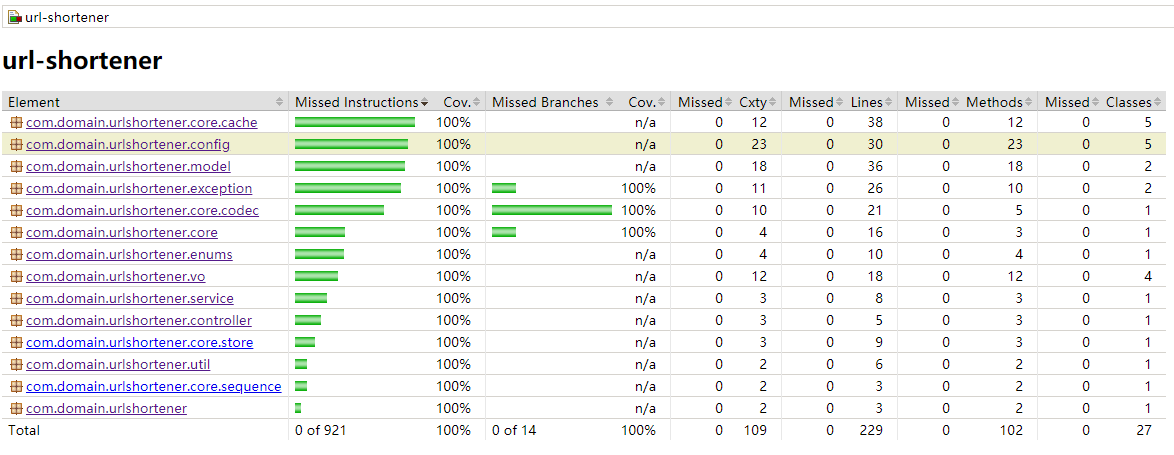 url-shortener
url-shortener
Element Missed Instructions Cov. Missed Branches Cov. Missed Cxty Missed Lines Missed Methods Missed Classes
com.domain.urlshortener.core.cache 100% n/a 0 12 0 38 0 12 0 5
com.domain.urlshortener.config 100% n/a 0 23 0 30 0 23 0 5
com.domain.urlshortener.model 100% n/a 0 18 0 36 0 18 0 2
com.domain.urlshortener.exception 100% 100% 0 11 0 26 0 10 0 2
com.domain.urlshortener.core.codec 100% 100% 0 10 0 21 0 5 0 1
com.domain.urlshortener.core 100% 100% 0 4 0 16 0 3 0 1
com.domain.urlshortener.enums 100% n/a 0 4 0 10 0 4 0 1
com.domain.urlshortener.vo 100% n/a 0 12 0 18 0 12 0 4
com.domain.urlshortener.service 100% n/a 0 3 0 8 0 3 0 1
com.domain.urlshortener.controller 100% n/a 0 3 0 5 0 3 0 1
com.domain.urlshortener.core.store 100% n/a 0 3 0 9 0 3 0 1
com.domain.urlshortener.util 100% n/a 0 2 0 6 0 2 0 1
com.domain.urlshortener.core.sequence 100% n/a 0 2 0 3 0 2 0 1
com.domain.urlshortener 100% n/a 0 2 0 3 0 2 0 1
Total 0 of 921 100% 0 of 14 100% 0 109 0 229 0 102 0 27